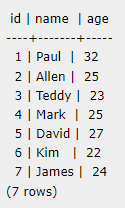 id | name | age
----+-------+-----
1 | Paul | 32
2 | Allen | 25
3 | Teddy | 23
4 | Mark | 25
5 | David | 27
6 | Kim | 22
7 | James | 24
(7 rows)